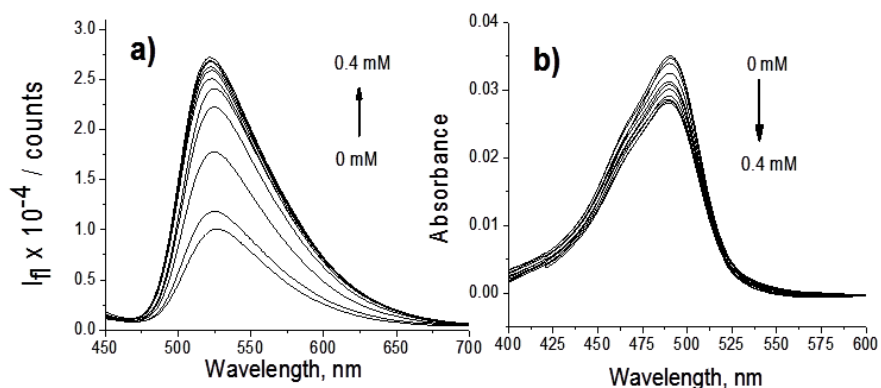 a)
0.4 mM
0 mM
I_fl x 10^-4 / counts
3.0
2.5
2.0
1.5
1.0
0.5
0.0
450 500 550 600 650 700
Wavelength, nm
b)
0 mM
0.4 mM
Absorbance
0.04
0.03
0.02
0.01
0.00
400 425 450 475 500 525 550 575 600
Wavelength, nm